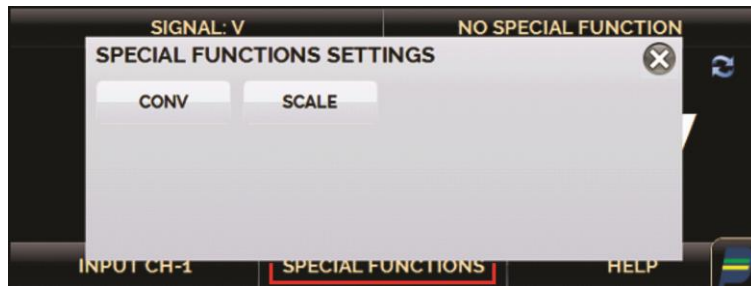 SIGNAL: V
NO SPECIAL FUNCTION
SPECIAL FUNCTIONS SETTINGS
CONV
SCALE
INPUT CH-1
SPECIAL FUNCTIONS
HELP